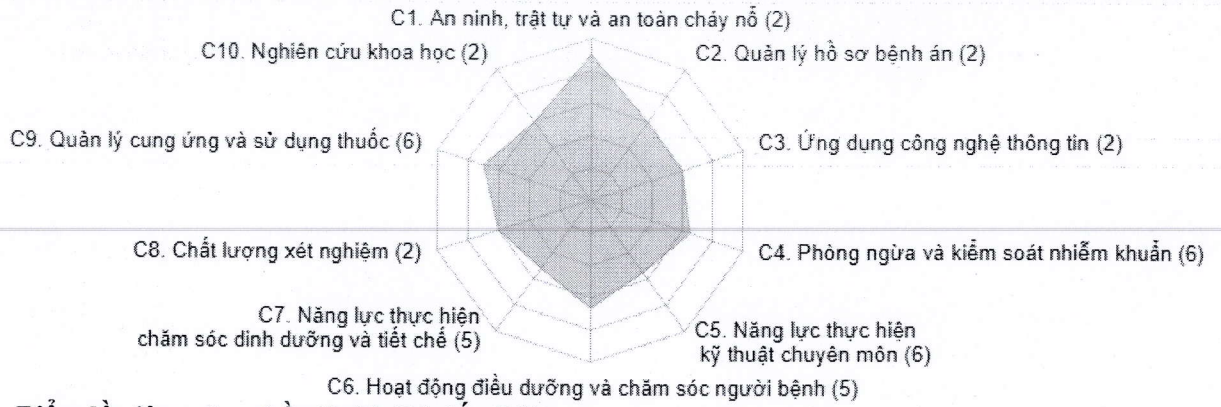 C1. An ninh, trật tự và an toàn cháy nổ (2)
C10. Nghiên cứu khoa học (2)
C2. Quản lý hồ sơ bệnh án (2)
C9. Quản lý cung ứng và sử dụng thuốc (6)
C3. Ứng dụng công nghệ thông tin (2)
C8. Chất lượng xét nghiệm (2)
C4. Phòng ngừa và kiểm soát nhiễm khuẩn (6)
C7. Năng lực thực hiện
chăm sóc dinh dưỡng và tiết chế (5)
C5. Năng lực thực hiện
kỹ thuật chuyên môn (6)
C6. Hoạt động điều dưỡng và chăm sóc người bệnh (5)